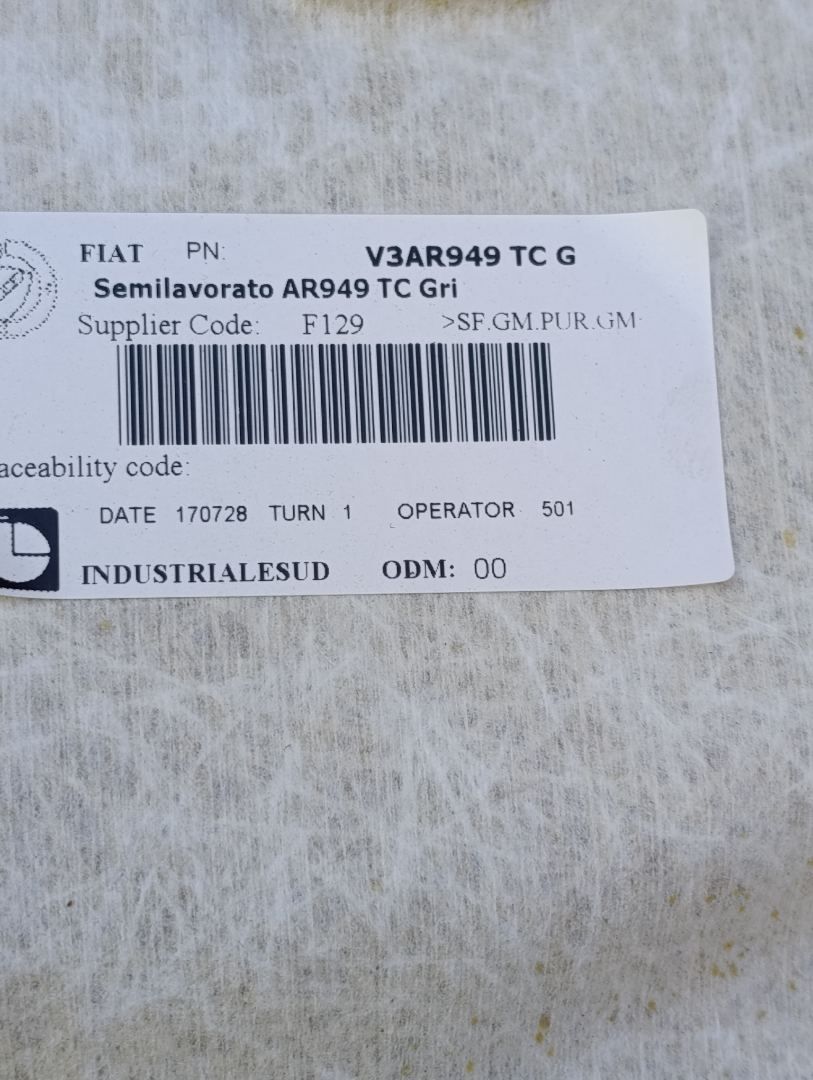 FIAT PN: V3AR949 TC G
Semilavorato AR949 TC Gri
Supplier Code: F129 >SF.GM.PUR.GM
aceability code:
DATE 170728 TURN 1 OPERATOR 501
INDUSTRIALESUD ODM: 00